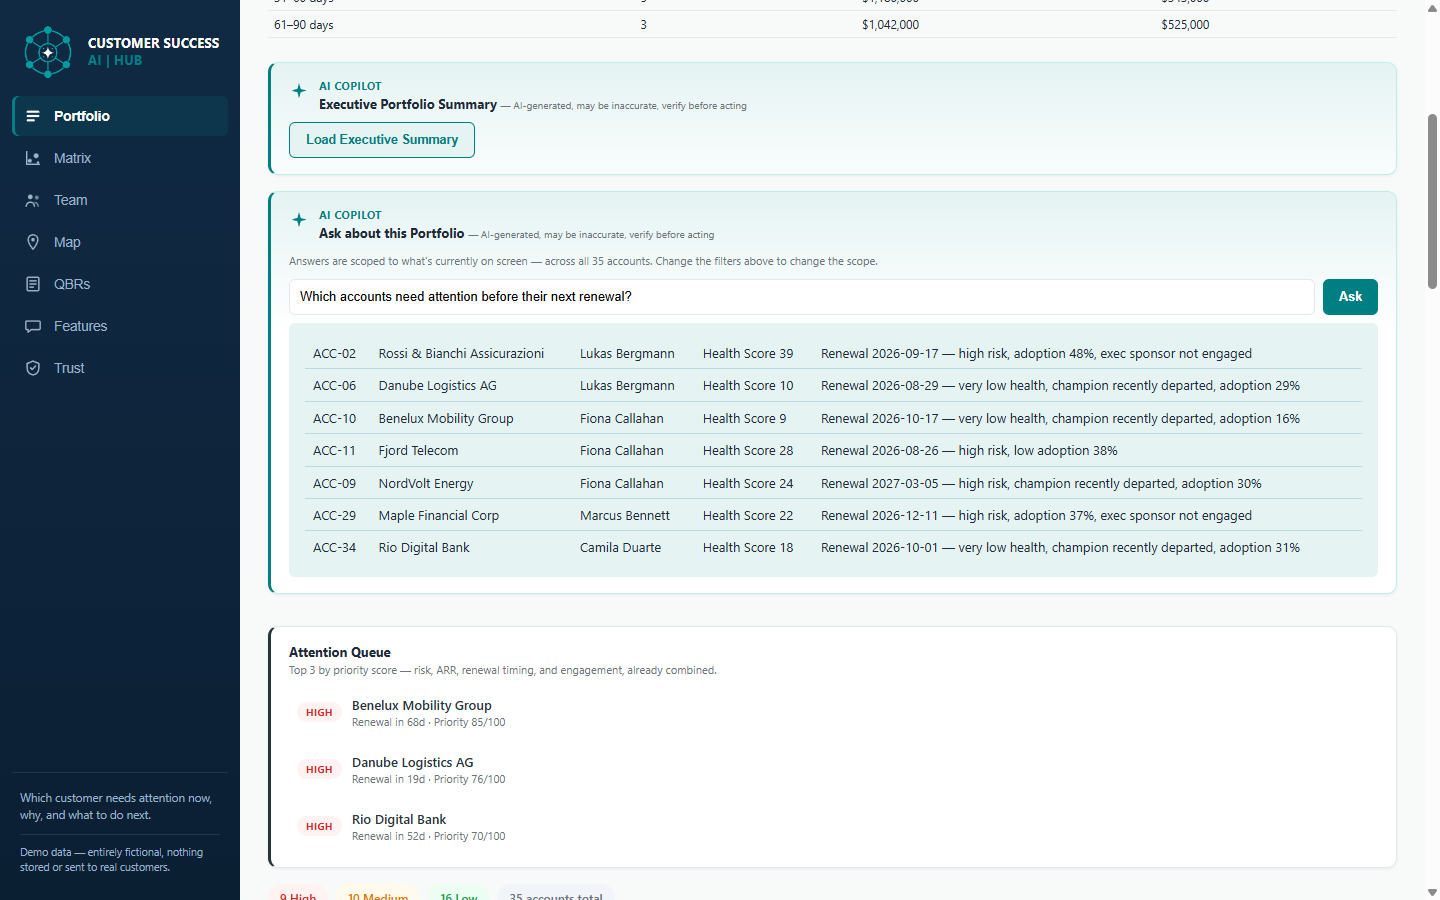 CUSTOMER SUCCESS
AI | HUB
Portfolio
Matrix
Team
Map
QBRs
Features
Trust
Which customer needs attention now,
why, and what to do next.
Demo data — entirely fictional, nothing
stored or sent to real customers.
61–90 days 3 $1,042,000 $525,000
AI COPILOT
Executive Portfolio Summary — AI-generated, may be inaccurate, verify before acting
Load Executive Summary
AI COPILOT
Ask about this Portfolio — AI-generated, may be inaccurate, verify before acting
Answers are scoped to what's currently on screen — across all 35 accounts. Change the filters above to change the scope.
Which accounts need attention before their next renewal?
Ask
ACC-02 Rossi & Bianchi Assicurazioni Lukas Bergmann Health Score 39 Renewal 2026-09-17 — high risk, adoption 48%, exec sponsor not engaged
ACC-06 Danube Logistics AG Lukas Bergmann Health Score 10 Renewal 2026-08-29 — very low health, champion recently departed, adoption 29%
ACC-10 Benelux Mobility Group Fiona Callahan Health Score 9 Renewal 2026-10-17 — very low health, champion recently departed, adoption 16%
ACC-11 Fjord Telecom Fiona Callahan Health Score 28 Renewal 2026-08-26 — high risk, low adoption 38%
ACC-09 NordVolt Energy Fiona Callahan Health Score 24 Renewal 2027-03-05 — high risk, champion recently departed, adoption 30%
ACC-29 Maple Financial Corp Marcus Bennett Health Score 22 Renewal 2026-12-11 — high risk, adoption 37%, exec sponsor not engaged
ACC-34 Rio Digital Bank Camila Duarte Health Score 18 Renewal 2026-10-01 — very low health, champion recently departed, adoption 31%
Attention Queue
Top 3 by priority score — risk, ARR, renewal timing, and engagement, already combined.
HIGH
Benelux Mobility Group
Renewal in 68d · Priority 85/100
HIGH
Danube Logistics AG
Renewal in 19d · Priority 76/100
HIGH
Rio Digital Bank
Renewal in 52d · Priority 70/100
9 High 10 Medium 16 Low 35 accounts total